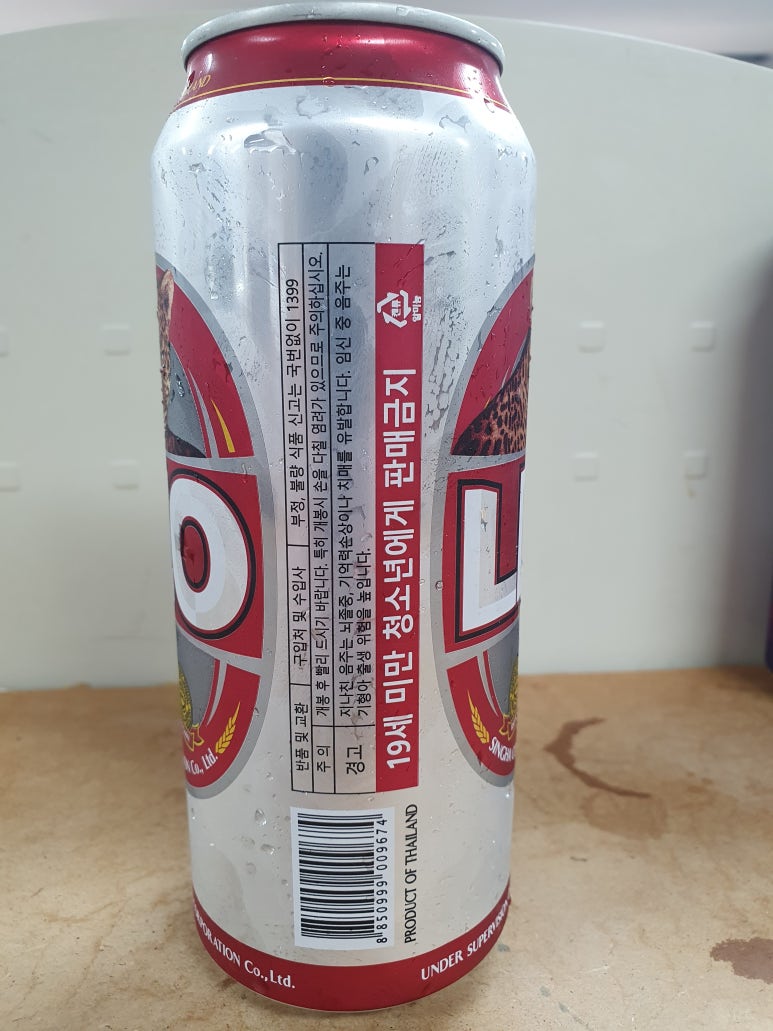 LAND
반품 및 교환 구입처 및 수입사 부정, 불량 식품 신고는 국번없이 1399
주 의 개봉 후 빨리 드시기 바랍니다. 특히 개봉시 손을 다칠 염려가 있으므로 주의하십시오.
경고 지나친 음주는 뇌졸중, 기억력손상이나 치매를 유발합니다. 임신 중 음주는
기형아 출생 위험을 높입니다.
19세 미만 청소년에게 판매금지
캔류
알미늄
O
L
N Co., Ltd.
SINGHA
8 850999 009674
PRODUCT OF THAILAND
RPORATION Co., Ltd.
UNDER SUPERVISION